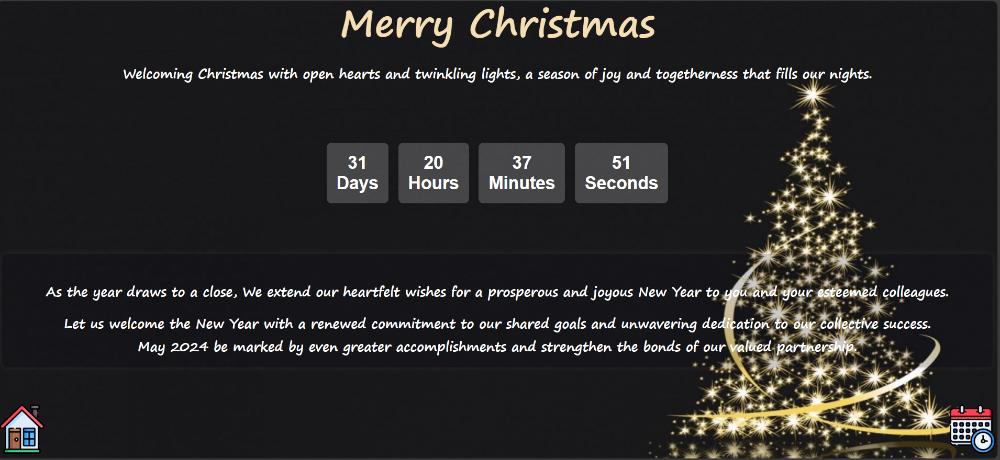 Merry Christmas
Welcoming Christmas with open hearts and twinkling lights, a season of joy and togetherness that fills our nights.
31
Days
20
Hours
37
Minutes
51
Seconds
As the year draws to a close, We extend our heartfelt wishes for a prosperous and joyous New Year to you and your esteemed colleagues.
Let us welcome the New Year with a renewed commitment to our shared goals and unwavering dedication to our collective success.
May 2024 be marked by even greater accomplishments and strengthen the bonds of our valued partnership.